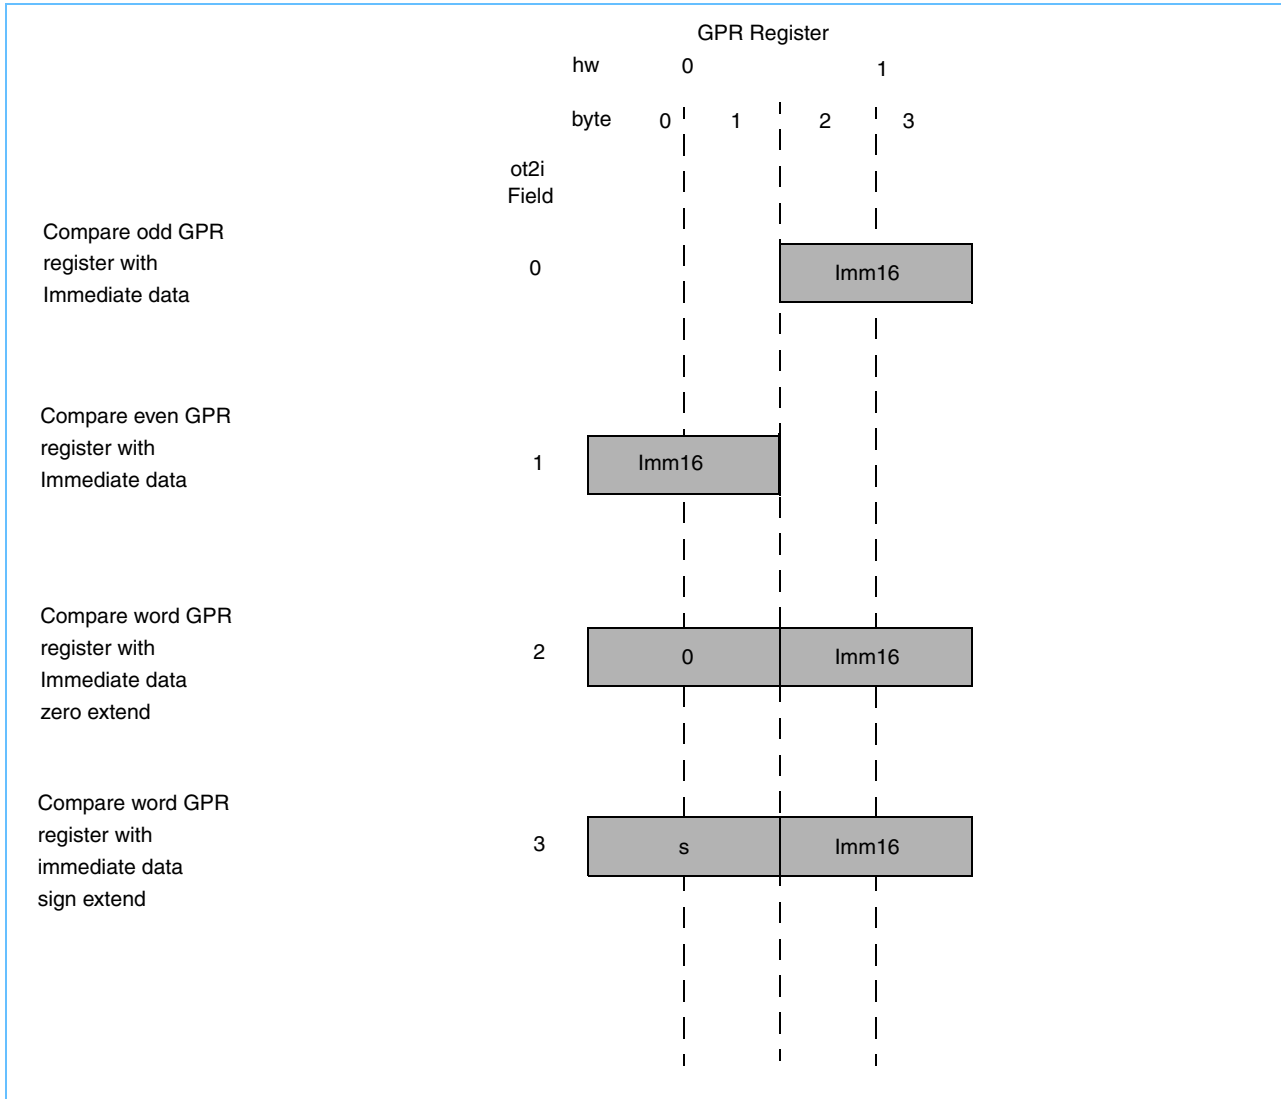 GPR Register
hw 0 1
byte 0 1 2 3
ot2i
Field
Compare odd GPR
register with
Immediate data
0
Imm16
Compare even GPR
register with
Immediate data
1
Imm16
Compare word GPR
register with
Immediate data
zero extend
2
0 Imm16
Compare word GPR
register with
immediate data
sign extend
3
s Imm16